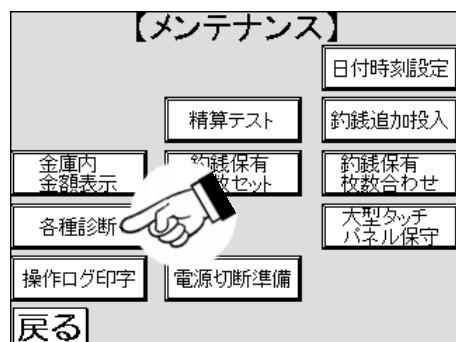 【メンテナンス】
日付時刻設定
精算テスト
釣銭追加投入
金庫内
金額表示
釣銭保有
数セット
釣銭保有
枚数合わせ
各種診断
大型タッチ
パネル保守
操作ログ印字
電源切断準備
戻る